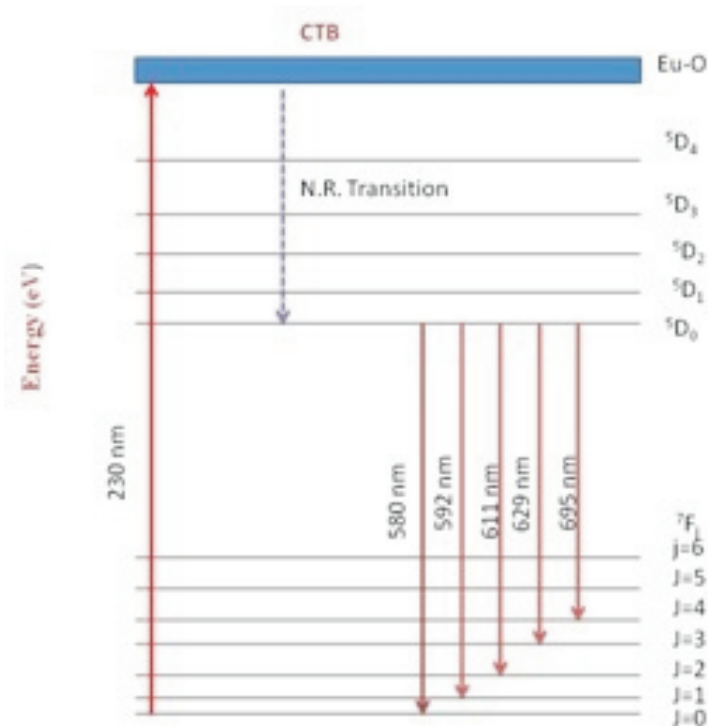 CTB
Eu-O
⁵D₄
N.R. Transition
⁵D₃
⁵D₂
⁵D₁
⁵D₀
Energy (eV)
230 nm
580 nm
592 nm
611 nm
629 nm
695 nm
⁷Fⱼ
j=6
J=5
J=4
J=3
J=2
J=1
J=0